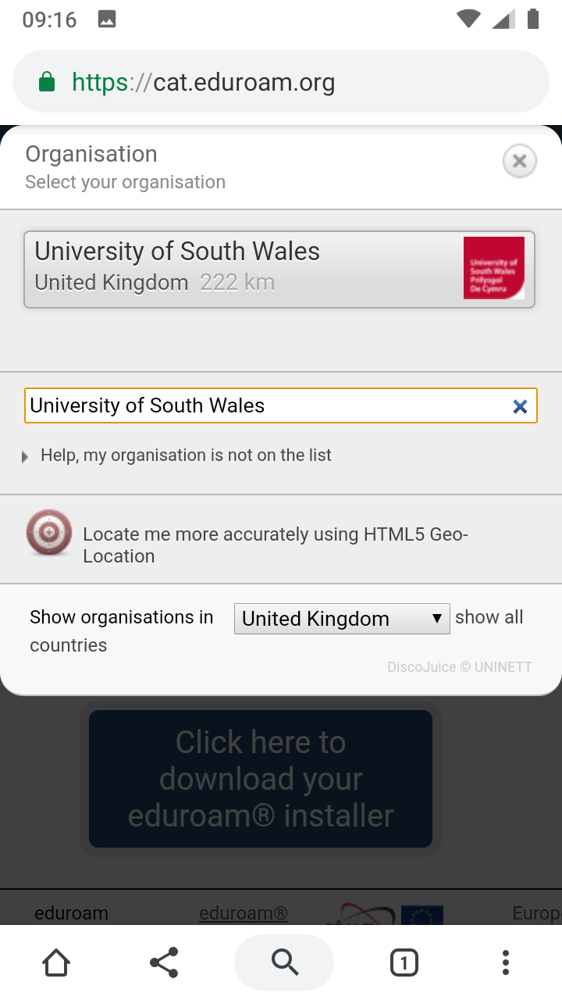 09:16
https://cat.eduroam.org
Organisation
Select your organisation
University of South Wales
United Kingdom 222 km
University of
South Wales
Prifysgol
De Cymru
University of South Wales
Help, my organisation is not on the list
Locate me more accurately using HTML5 Geo-
Location
Show organisations in United Kingdom show all
countries
DiscoJuice © UNINETT
Click here to
download your
eduroam® installer
eduroam eduroam® Europ
1